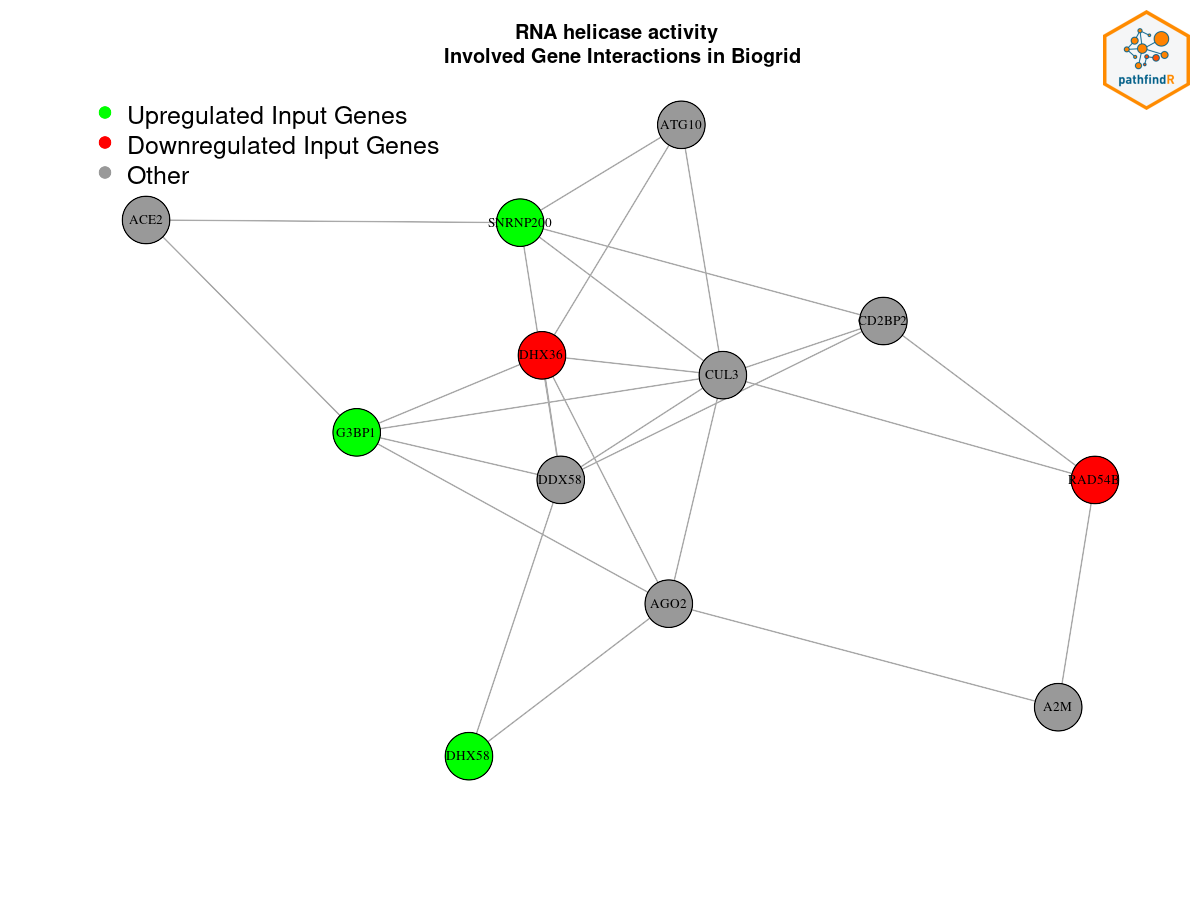 RNA helicase activity
Involved Gene Interactions in Biogrid
pathfindR
Upregulated Input Genes
Downregulated Input Genes
Other
ATG10
ACE2
SNRNP200
CD2BP2
DHX36
CUL3
G3BP1
DDX58
RAD54B
AGO2
A2M
DHX58